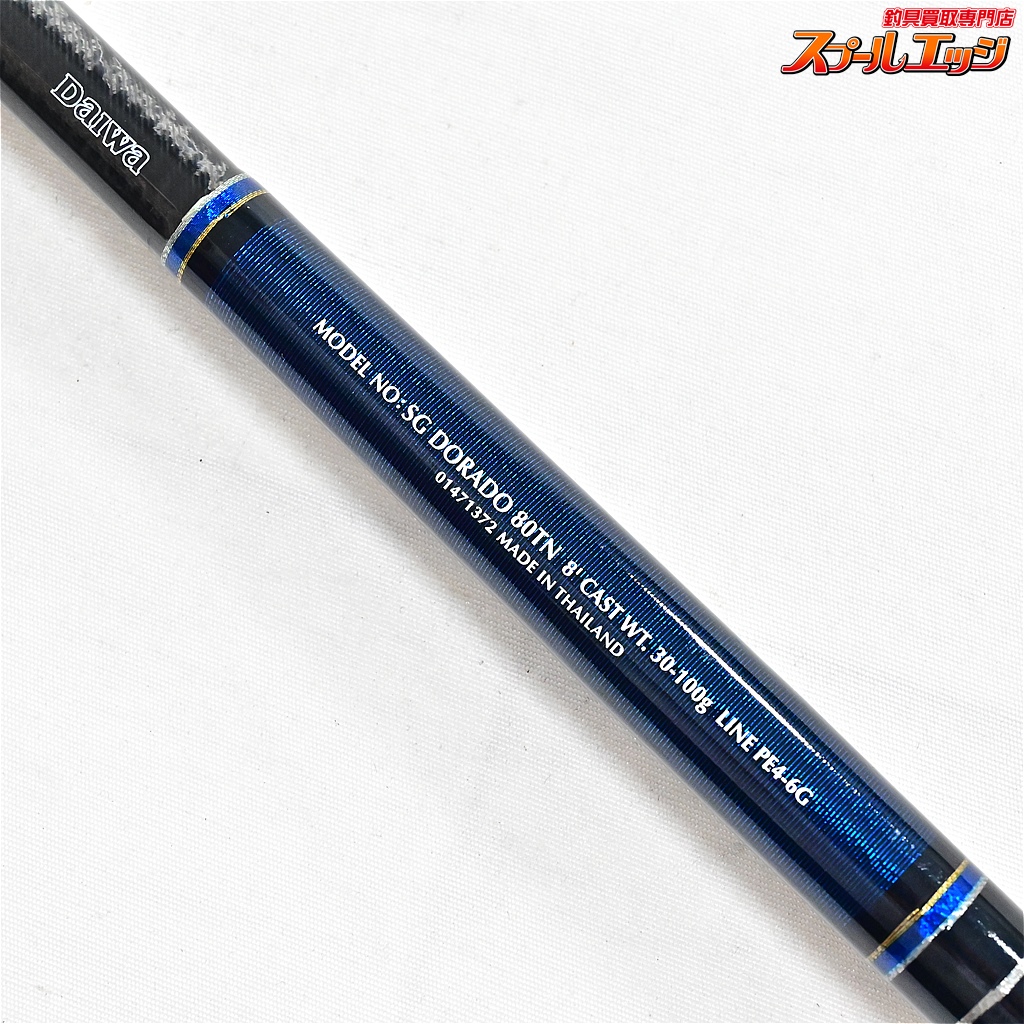 釣具買取専門店
スプールエッジ
Daiwa
MODEL NO: SG DORADO 80TN 8' CAST WT. 30-100g LINE PE4-6G
01471372 MADE IN THAILAND